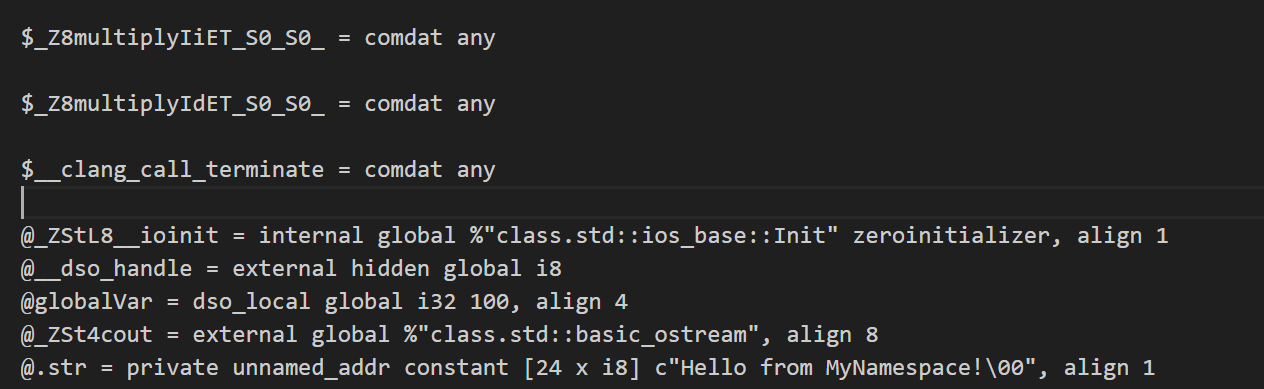 $_Z8multiplyIiET_S0_S0_ = comdat any
$_Z8multiplyIdET_S0_S0_ = comdat any
$__clang_call_terminate = comdat any
@_ZStL8__ioinit = internal global %"class.std::ios_base::Init" zeroinitializer, align 1
@__dso_handle = external hidden global i8
@globalVar = dso_local global i32 100, align 4
@_ZSt4cout = external global %"class.std::basic_ostream", align 8
@.str = private unnamed_addr constant [24 x i8] c"Hello from MyNamespace!\00", align 1